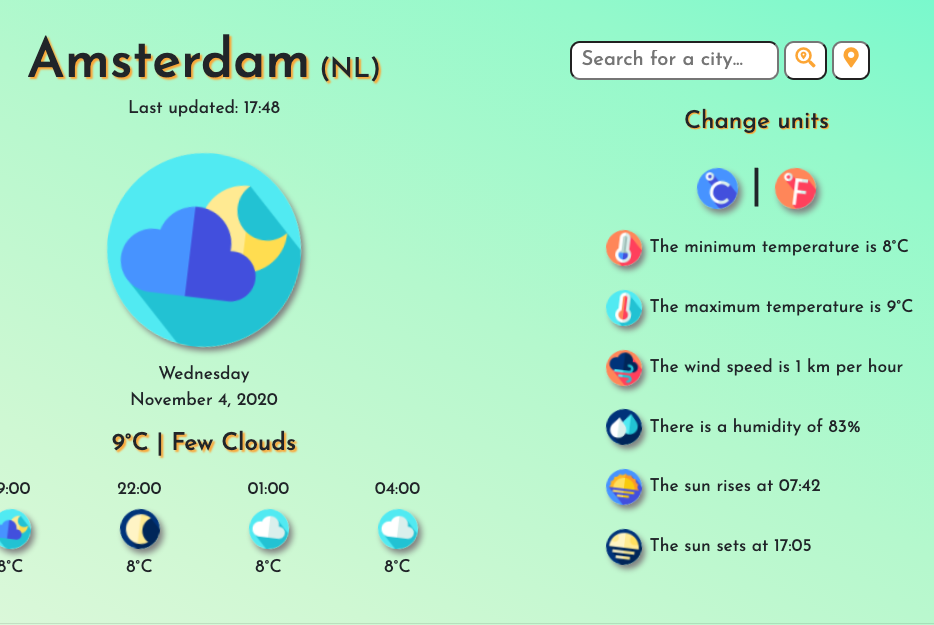 Amsterdam (NL)
Last updated: 17:48
Wednesday
November 4, 2020
9°C | Few Clouds
9:00 22:00 01:00 04:00
8°C 8°C 8°C 8°C
Search for a city...
Change units
°C | °F
The minimum temperature is 8°C
The maximum temperature is 9°C
The wind speed is 1 km per hour
There is a humidity of 83%
The sun rises at 07:42
The sun sets at 17:05